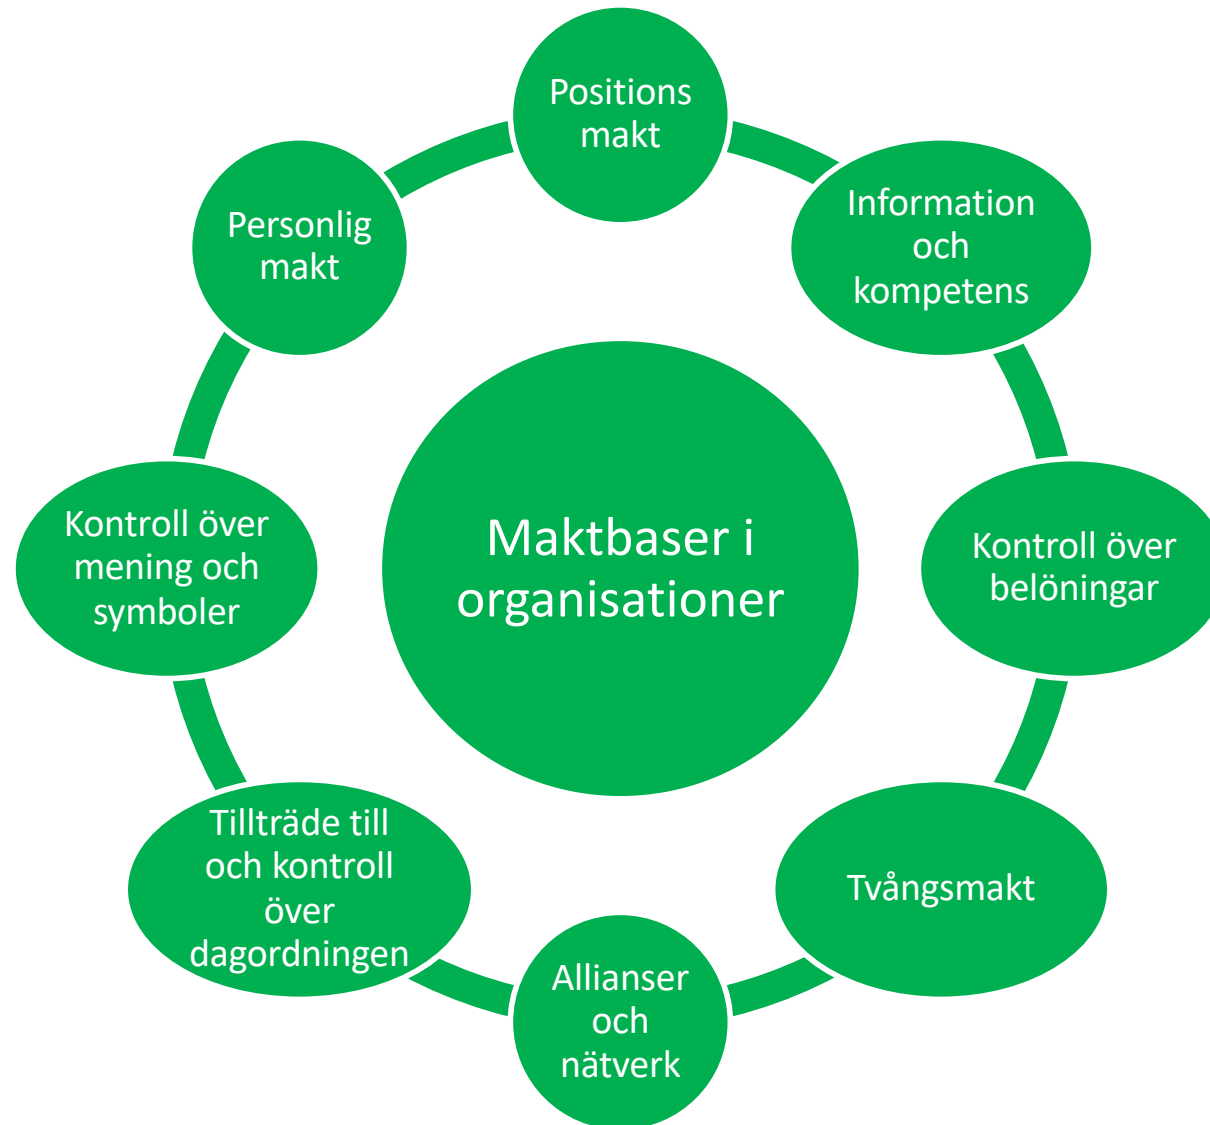 Positions
makt
Information
och
kompetens
Kontroll över
belöningar
Tvångsmakt
Allianser
och
nätverk
Tillträde till
och kontroll
över
dagordningen
Kontroll över
mening och
symboler
Personlig
makt
Maktbaser i
organisationer